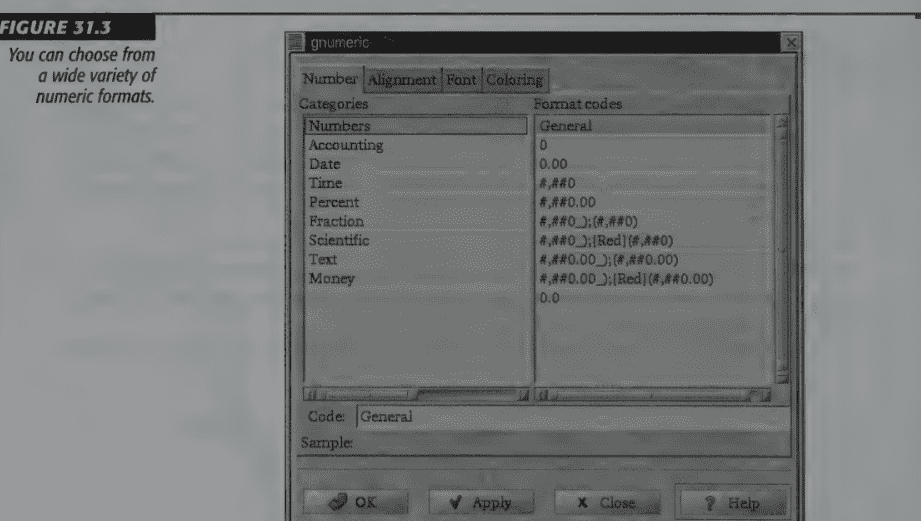 FIGURE 31.3
You can choose from
a wide variety of
numeric formats.
gnumeric
Number Alignment Font Coloring
Categories
Numbers
Accounting
Date
Time
Percent
Fraction
Scientific
Text
Money
Format codes
General
0
0.00
#,##0
#,##0.00
#,##0_);(#,##0)
#,##0_);[Red](#,##0)
#,##0.00_);(#,##0.00)
#,##0.00_);[Red](#,##0.00)
0.0
Code: General
Sample:
OK Apply Close Help